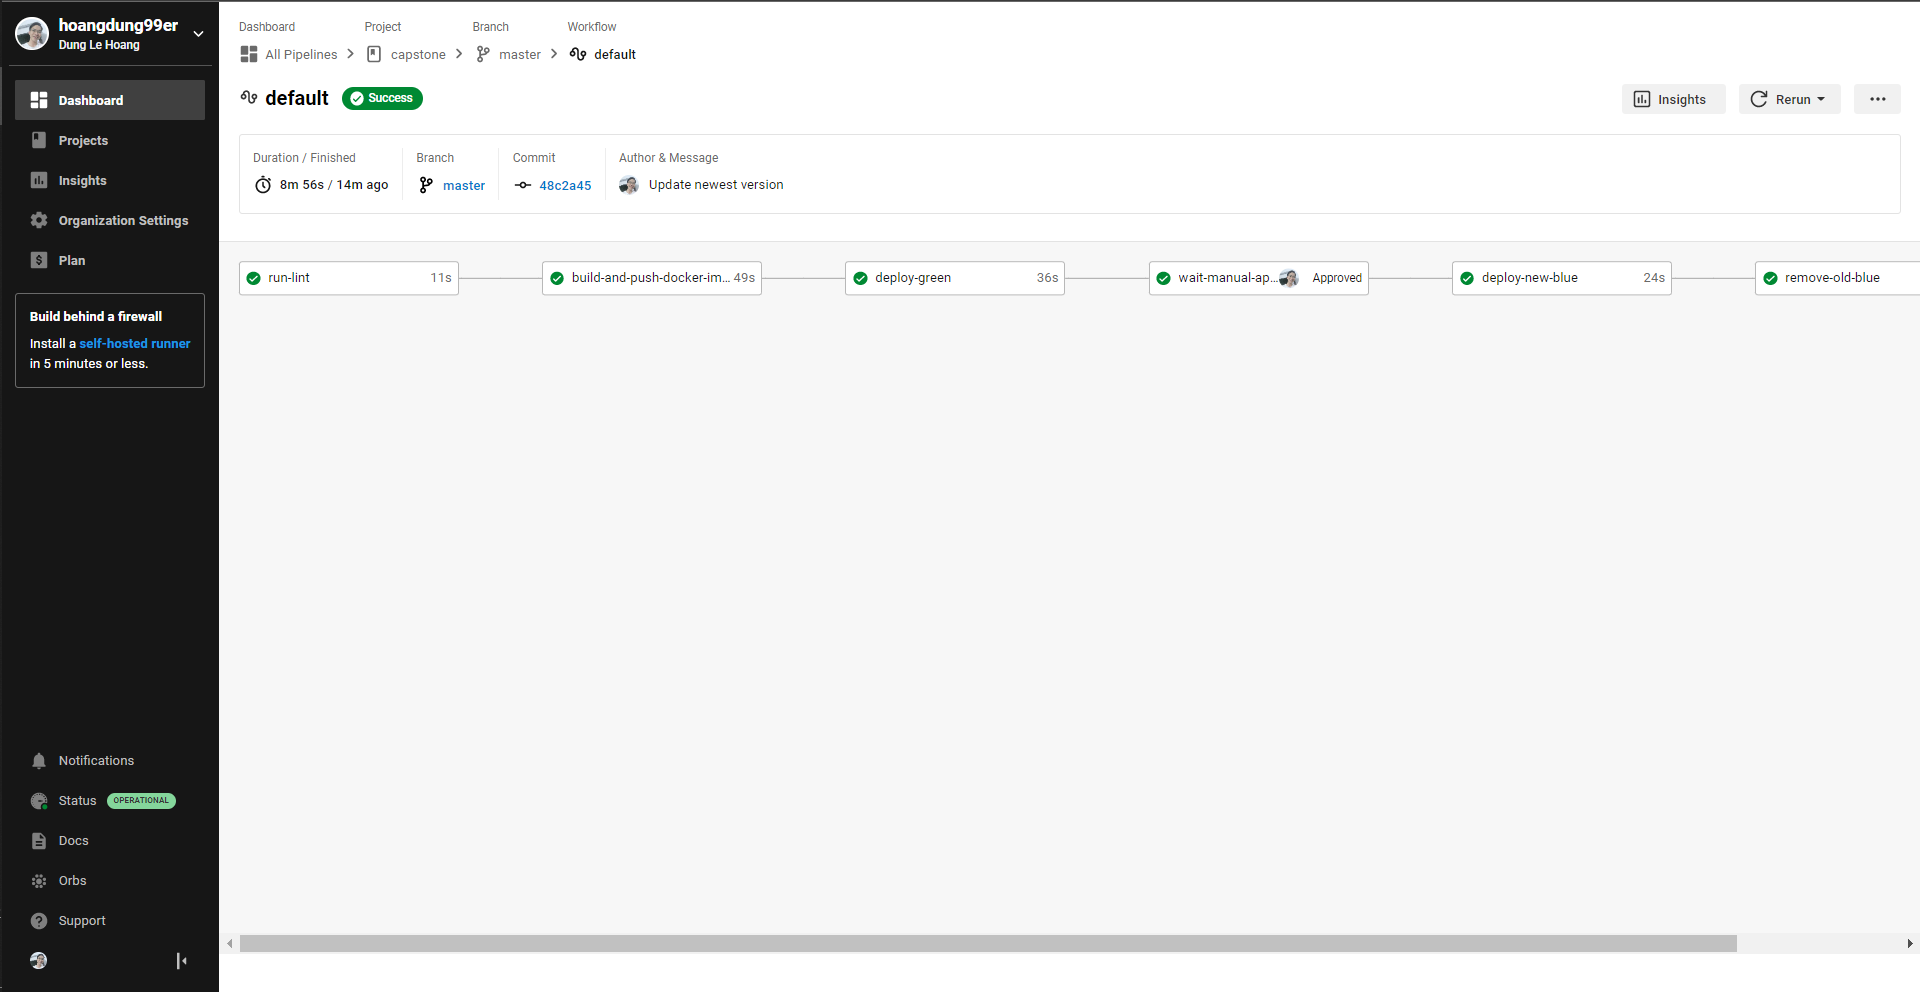 hoangdung99er
Dung Le Hoang
Dashboard
Projects
Insights
Organization Settings
Plan
Build behind a firewall
Install a self-hosted runner
in 5 minutes or less.
Notifications
Status OPERATIONAL
Docs
Orbs
Support
Dashboard Project Branch Workflow
All Pipelines capstone master default
default Success
Insights Rerun
Duration / Finished Branch Commit Author & Message
8m 56s / 14m ago master 48c2a45 Update newest version
run-lint 11s
build-and-push-docker-im... 49s
deploy-green 36s
wait-manual-ap... Approved
deploy-new-blue 24s
remove-old-blue